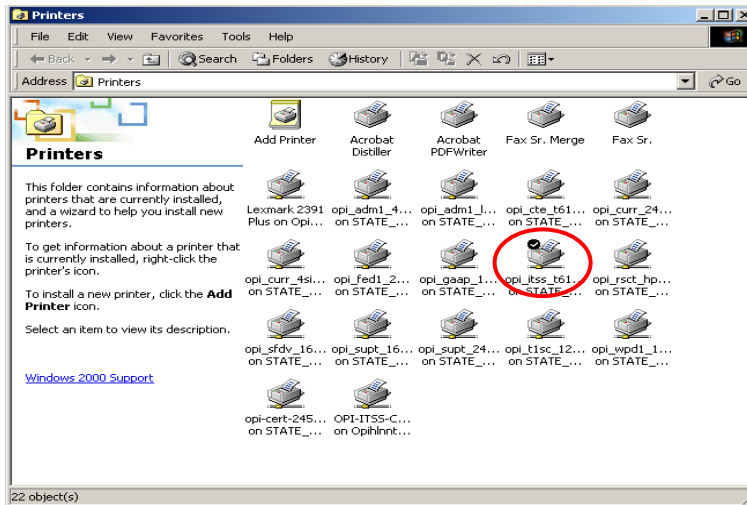 Printers
File Edit View Favorites Tools Help
Back Search Folders History
Address Printers Go
Printers
This folder contains information about
printers that are currently installed,
and a wizard to help you install new
printers.
To get information about a printer that
is currently installed, right-click the
printer's icon.
To install a new printer, click the Add
Printer icon.
Select an item to view its description.
Windows 2000 Support
Add Printer
Acrobat
Distiller
Acrobat
PDFWriter
Fax Sr. Merge
Fax Sr.
Lexmark 2391
Plus on Opi...
opi_adm1_4...
on STATE_...
opi_adm1_l...
on STATE_...
opi_cte_t61...
on STATE_...
opi_curr_24...
on STATE_...
opi_curr_4si...
on STATE_...
opi_fed1_2...
on STATE_...
opi_gaap_1...
on STATE_...
opi_itss_t61...
on STATE_...
opi_rsct_hp...
on STATE_...
opi_sfdv_16...
on STATE_...
opi_supt_16...
on STATE_...
opi_supt_24...
on STATE_...
opi_t1sc_12...
on STATE_...
opi_wpd1_1...
on STATE_...
opi-cert-245...
on STATE_...
OPI-ITSS-C...
on Opihlnnt...
22 object(s)